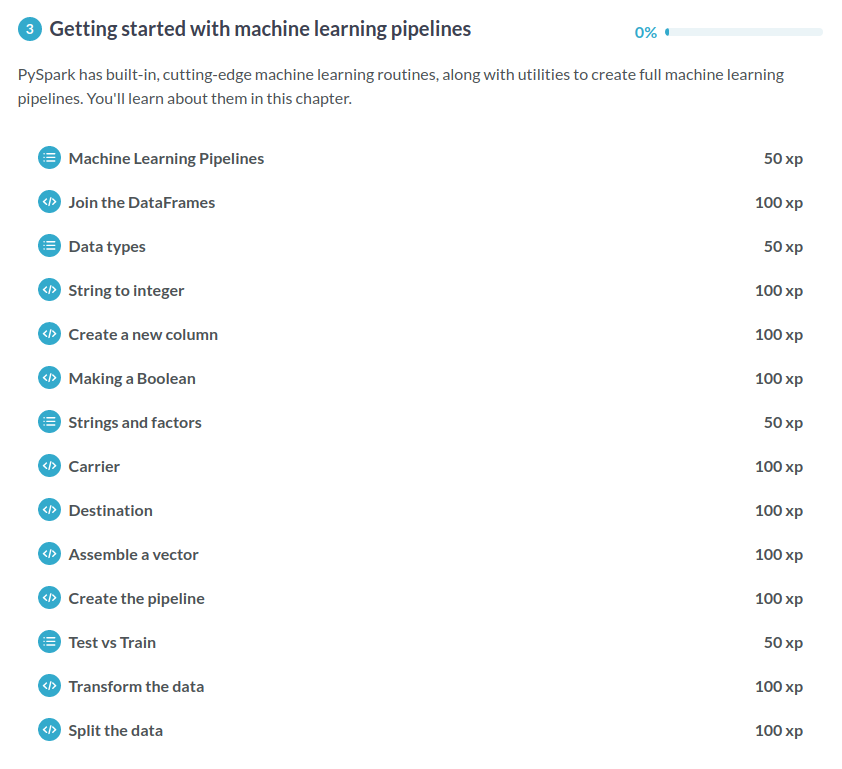 3 Getting started with machine learning pipelines 0%
PySpark has built-in, cutting-edge machine learning routines, along with utilities to create full machine learning
pipelines. You'll learn about them in this chapter.
Machine Learning Pipelines 50 xp
</> Join the DataFrames 100 xp
Data types 50 xp
</> String to integer 100 xp
</> Create a new column 100 xp
</> Making a Boolean 100 xp
Strings and factors 50 xp
</> Carrier 100 xp
</> Destination 100 xp
</> Assemble a vector 100 xp
</> Create the pipeline 100 xp
Test vs Train 50 xp
</> Transform the data 100 xp
</> Split the data 100 xp